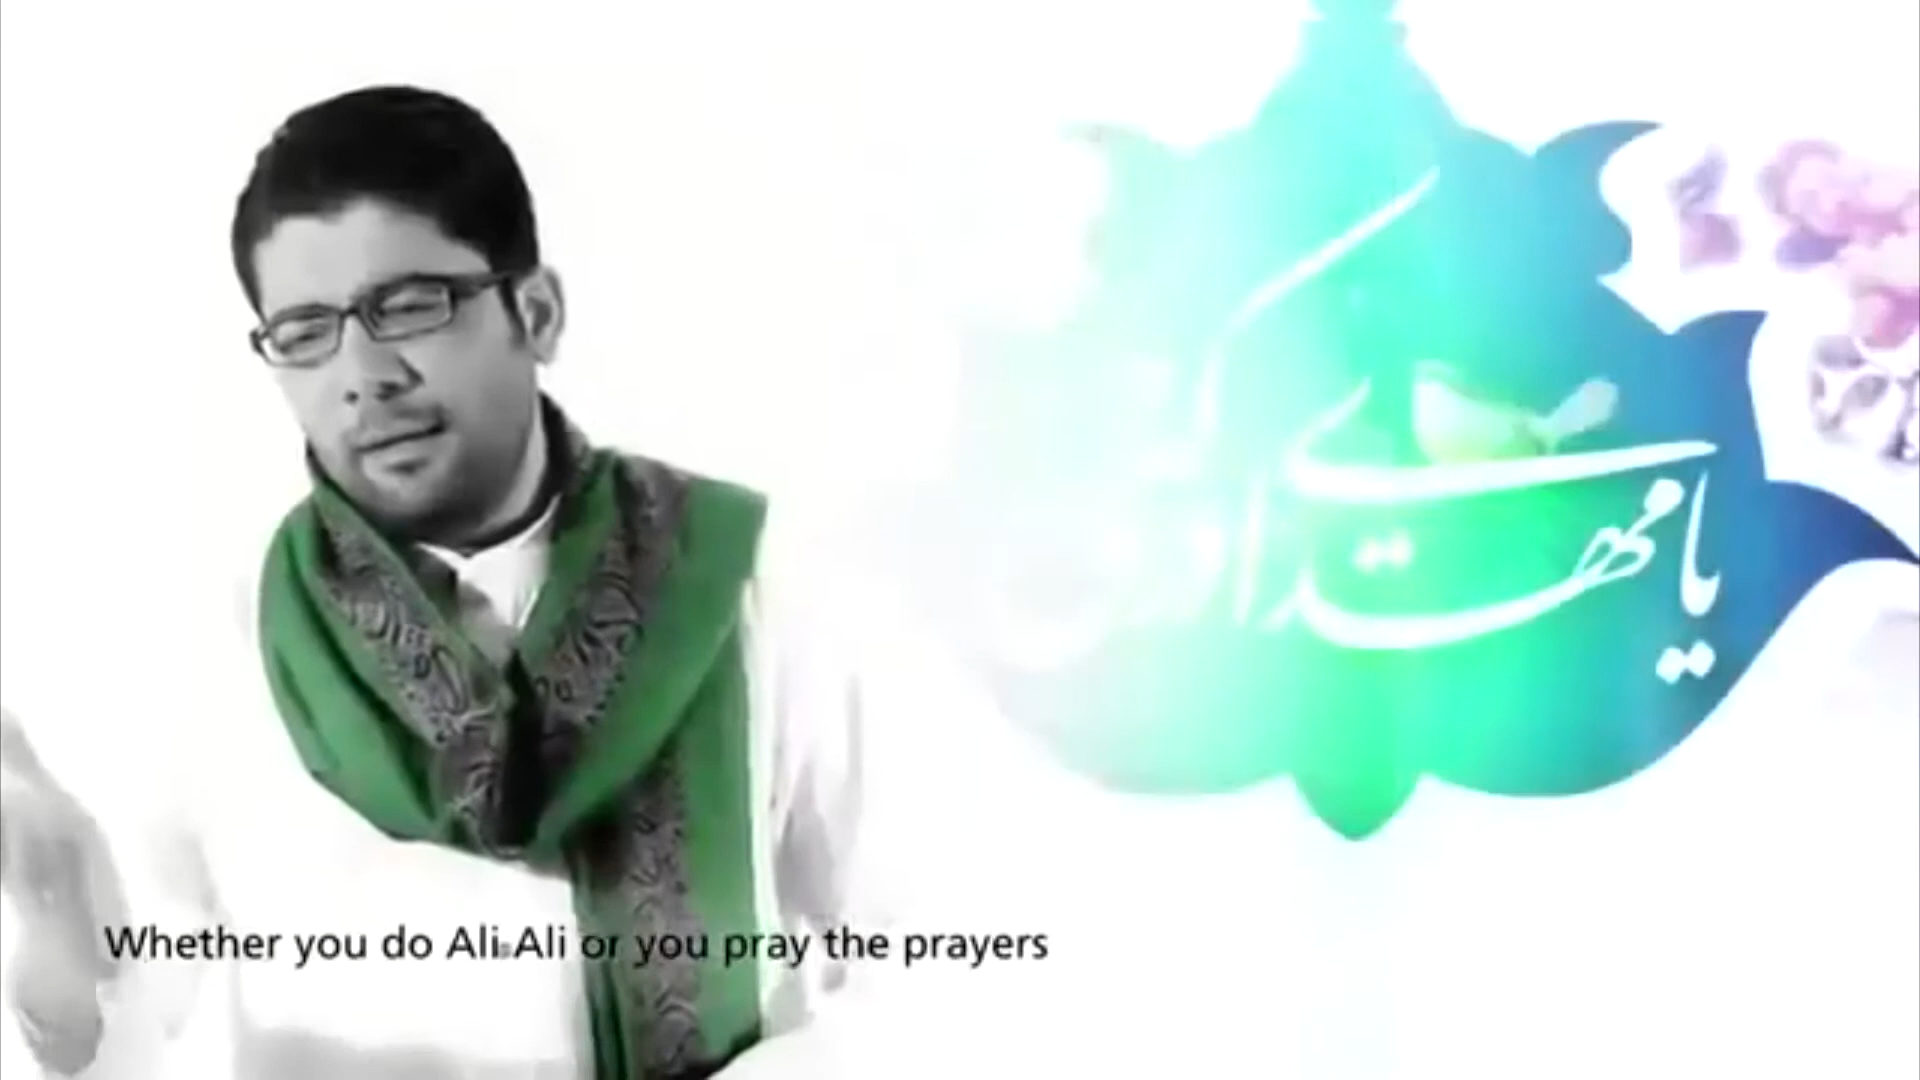 یا مهدی
Whether you do Ali Ali or you pray the prayers